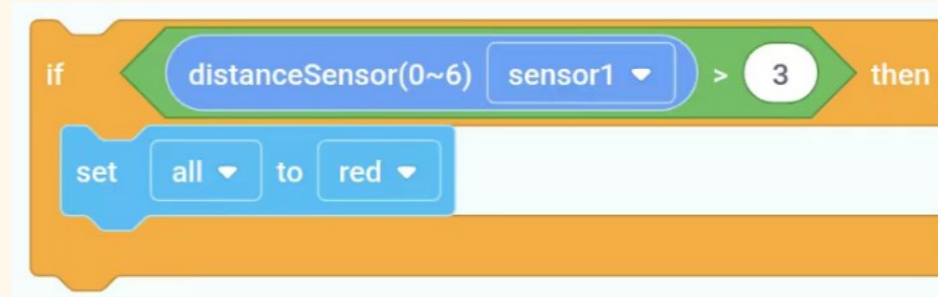 if distanceSensor(0~6) sensor1 > 3 then
set all to red